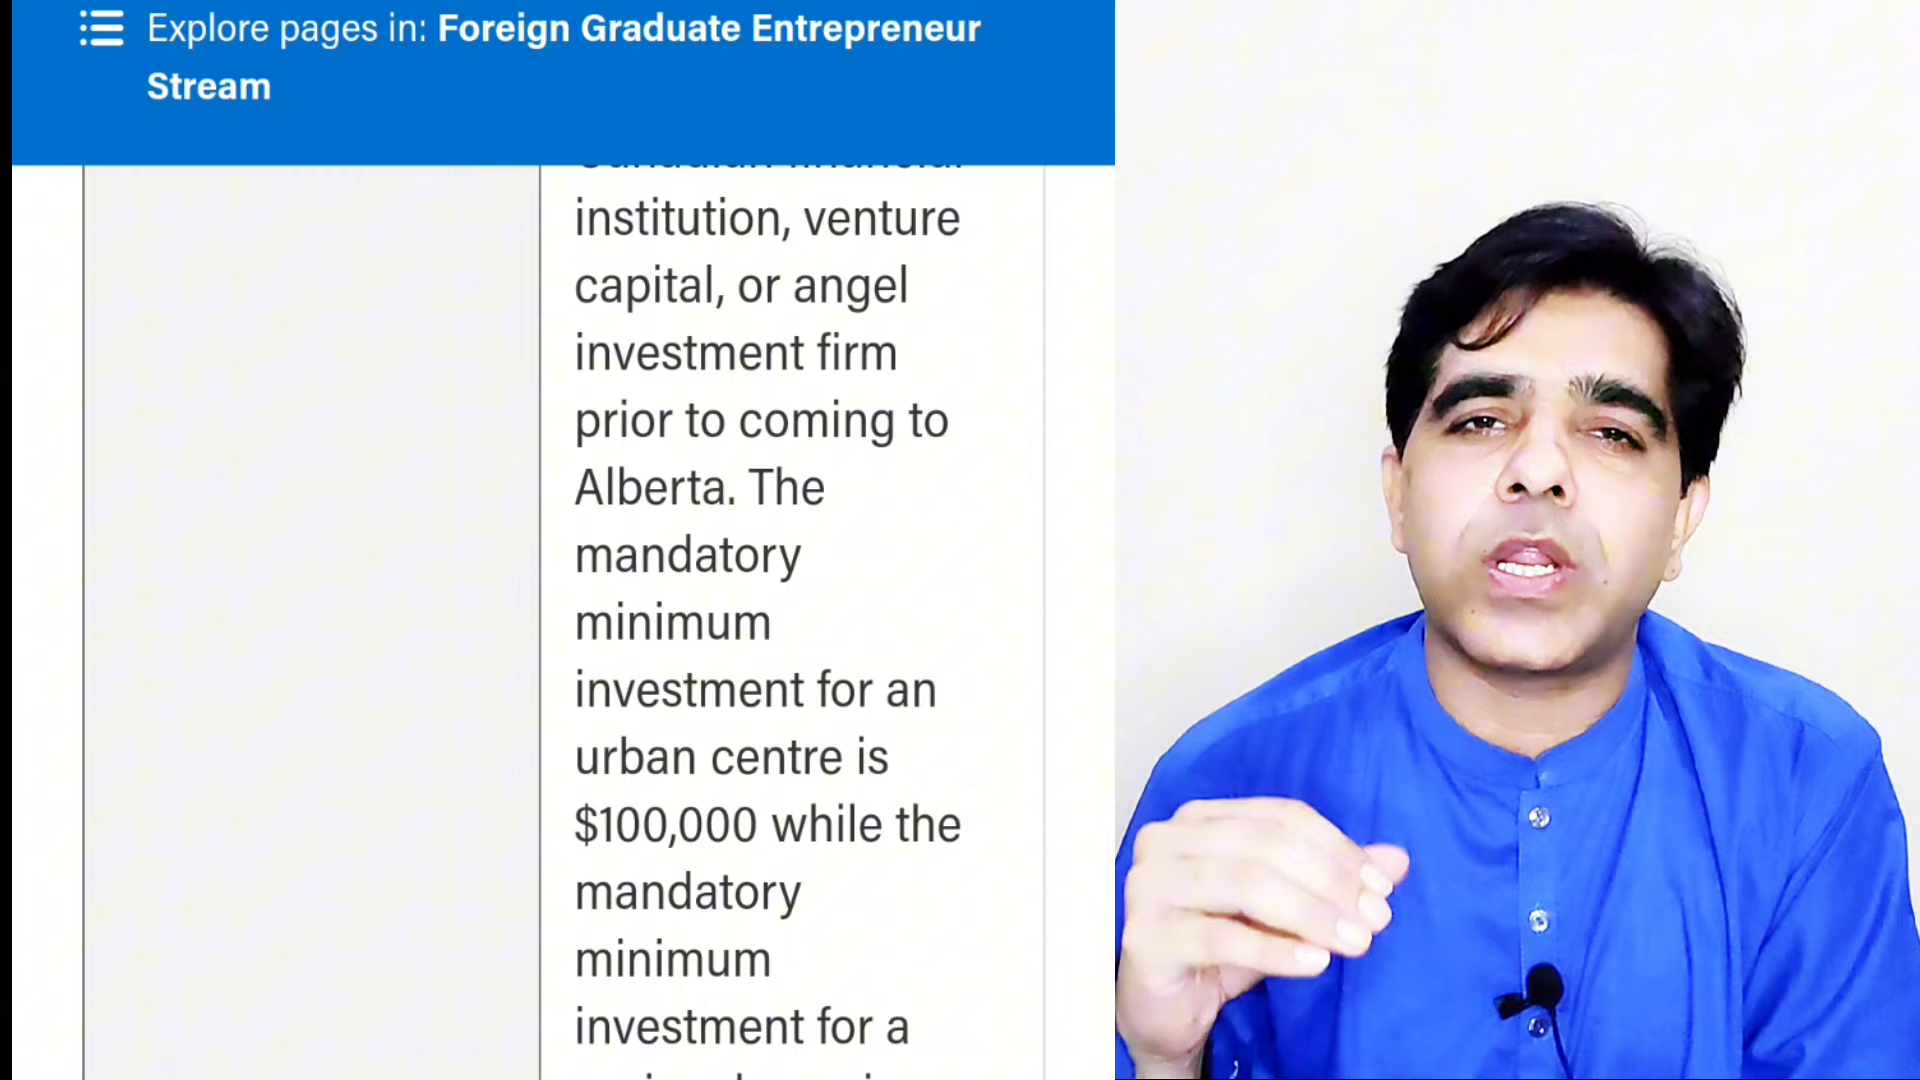 Explore pages in: Foreign Graduate Entrepreneur
Stream
institution, venture
capital, or angel
investment firm
prior to coming to
Alberta. The
mandatory
minimum
investment for an
urban centre is
$100,000 while the
mandatory
minimum
investment for a